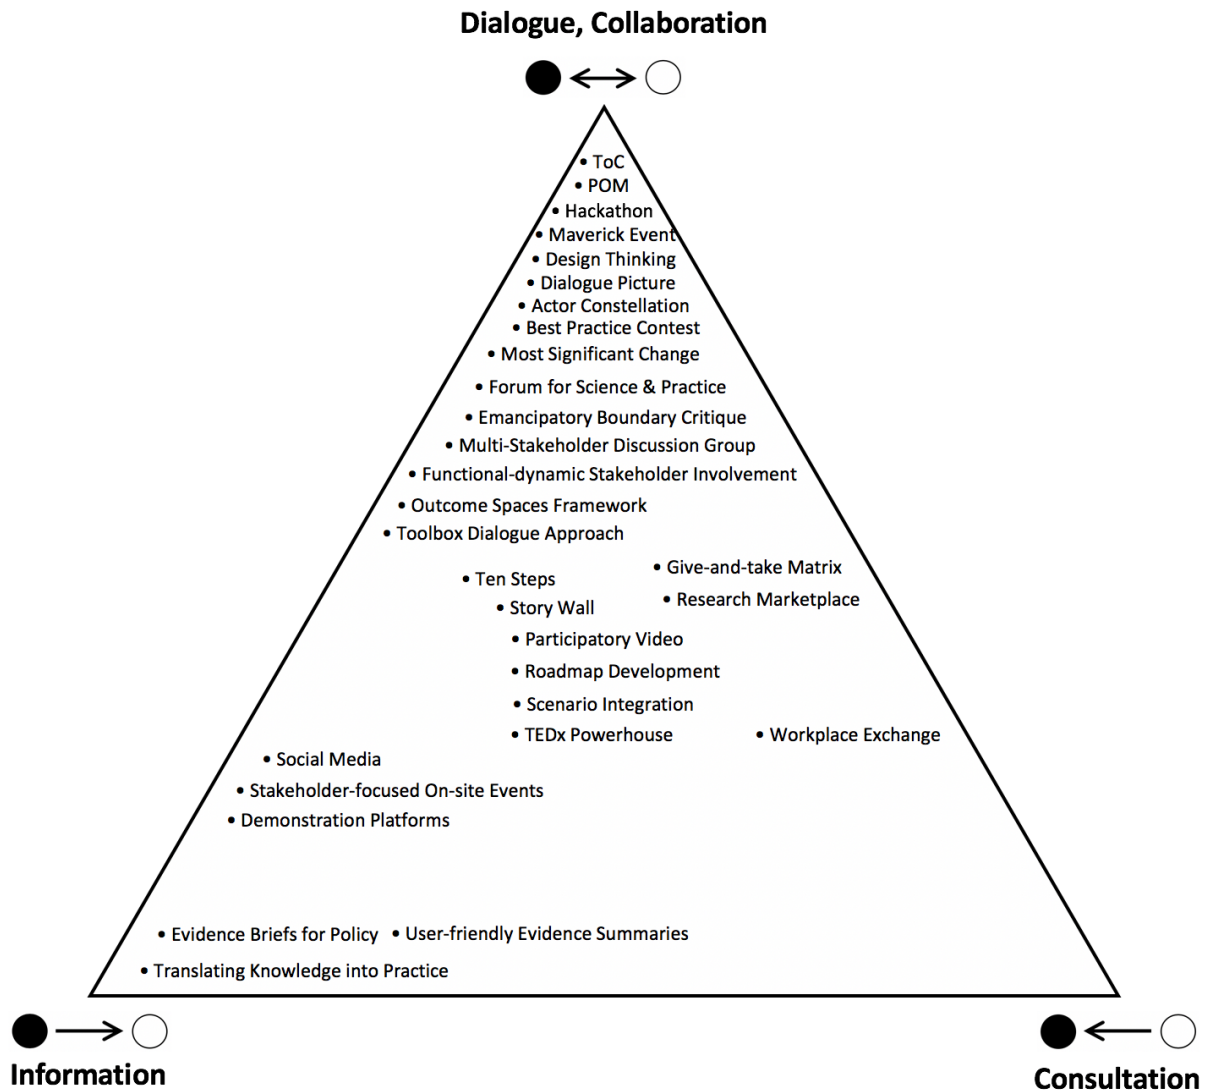 Dialogue, Collaboration
• ToC
• POM
• Hackathon
• Maverick Event
• Design Thinking
• Dialogue Picture
• Actor Constellation
• Best Practice Contest
• Most Significant Change
• Forum for Science & Practice
• Emancipatory Boundary Critique
• Multi-Stakeholder Discussion Group
• Functional-dynamic Stakeholder Involvement
• Outcome Spaces Framework
• Toolbox Dialogue Approach
• Give-and-take Matrix
• Ten Steps
• Research Marketplace
• Story Wall
• Participatory Video
• Roadmap Development
• Scenario Integration
• TEDx Powerhouse
• Workplace Exchange
• Social Media
• Stakeholder-focused On-site Events
• Demonstration Platforms
• Evidence Briefs for Policy
• User-friendly Evidence Summaries
• Translating Knowledge into Practice
Information
Consultation